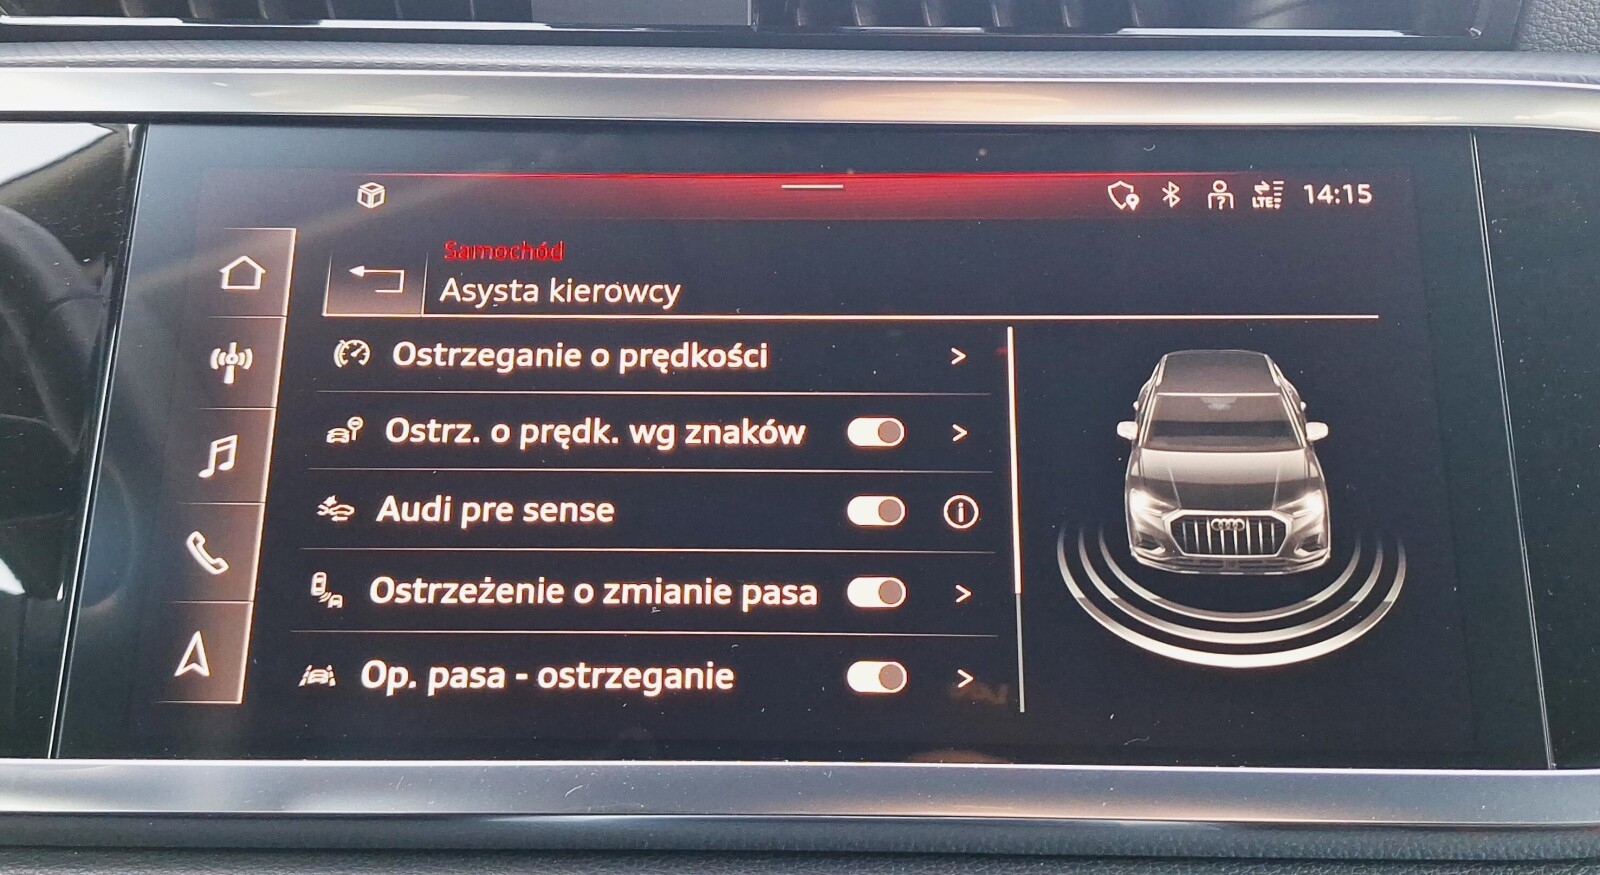 LTE
14:15
Samochód
Asysta kierowcy
Ostrzeganie o prędkości
Ostrz. o prędk. wg znaków
Audi pre sense
Ostrzeżenie o zmianie pasa
Op. pasa - ostrzeganie